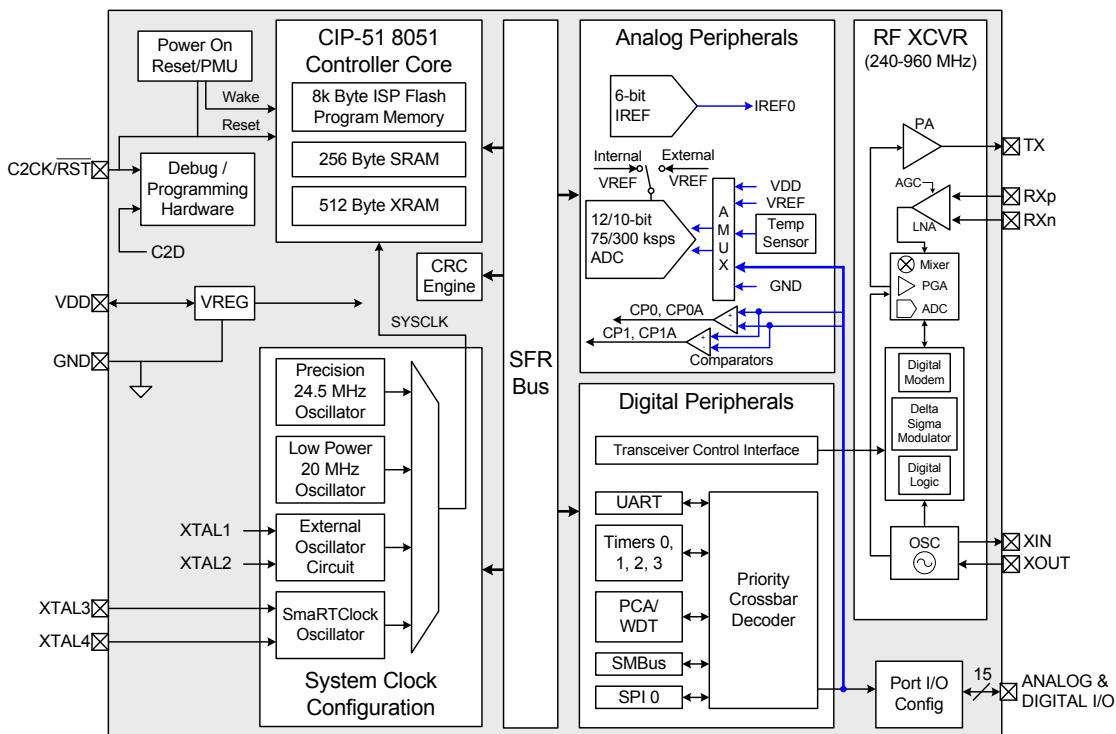 Power On
Reset/PMU
Wake
Reset
C2CK/RST
Debug /
Programming
Hardware
C2D
VDD
VREG
GND
CIP-51 8051
Controller Core
8k Byte ISP Flash
Program Memory
256 Byte SRAM
512 Byte XRAM
CRC
Engine
SYSCLK
Precision
24.5 MHz
Oscillator
Low Power
20 MHz
Oscillator
XTAL1
XTAL2
External
Oscillator
Circuit
XTAL3
XTAL4
SmaRTClock
Oscillator
System Clock
Configuration
SFR
Bus
Analog Peripherals
6-bit
IREF
IREF0
Internal
VREF
External
VREF
12/10-bit
75/300 ksps
ADC
A
M
U
X
VDD
VREF
Temp
Sensor
GND
CP0, CP0A
+
-
CP1, CP1A
+
-
Comparators
Digital Peripherals
Transceiver Control Interface
UART
Timers 0,
1, 2, 3
PCA/
WDT
SMBus
SPI 0
Priority
Crossbar
Decoder
RF XCVR
(240-960 MHz)
PA
TX
AGC
LNA
RXp
RXn
Mixer
PGA
ADC
Digital
Modem
Delta
Sigma
Modulator
Digital
Logic
OSC
XIN
XOUT
Port I/O
Config
15
ANALOG &
DIGITAL I/O